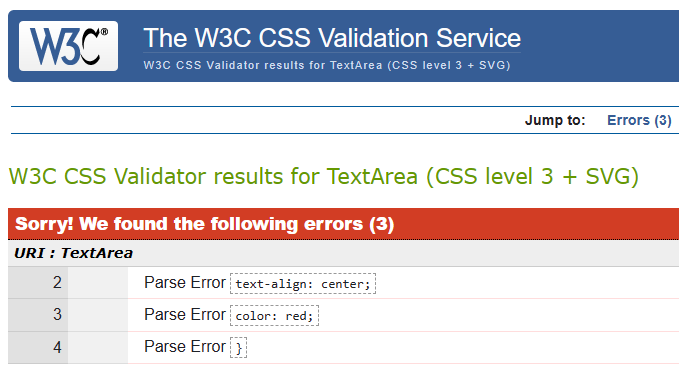 W3C®
The W3C CSS Validation Service
W3C CSS Validator results for TextArea (CSS level 3 + SVG)
Jump to: Errors (3)
W3C CSS Validator results for TextArea (CSS level 3 + SVG)
Sorry! We found the following errors (3)
URI : TextArea
2 Parse Error text-align: center;
3 Parse Error color: red;
4 Parse Error }